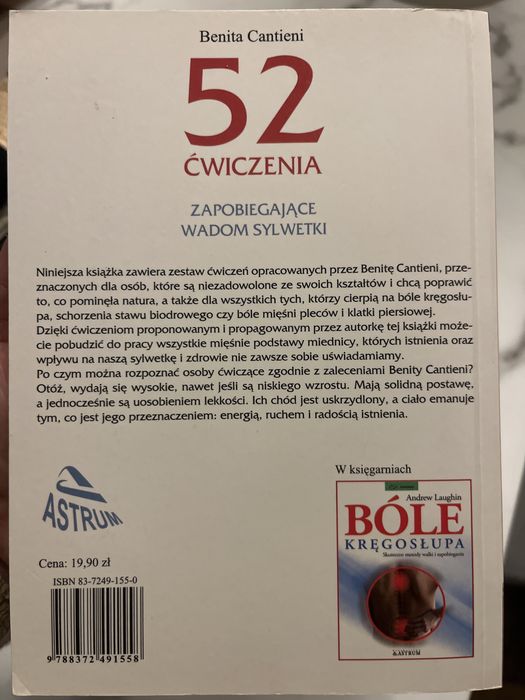 Benita Cantieni
52
ĆWICZENIA
ZAPOBIEGAJĄCE
WADOM SYLWETKI
Niniejsza książka zawiera zestaw ćwiczeń opracowanych przez Benitę Cantieni, prze-
znaczonych dla osób, które są niezadowolone ze swoich kształtów i chcą poprawić
to, co pominęła natura, a także dla wszystkich tych, którzy cierpią na bóle kręgosłu-
pa, schorzenia stawu biodrowego czy bóle mięśni pleców i klatki piersiowej.
Dzięki ćwiczeniom proponowanym i propagowanym przez autorkę tej książki może-
cie pobudzić do pracy wszystkie mięśnie podstawy miednicy, których istnienia oraz
wpływu na naszą sylwetkę i zdrowie nie zawsze sobie uświadamiamy.
Po czym można rozpoznać osoby ćwiczące zgodnie z zaleceniami Benity Cantieni?
Otóż, wydają się wysokie, nawet jeśli są niskiego wzrostu. Mają solidną postawę,
a jednocześnie są uosobieniem lekkości. Ich chód jest uskrzydlony, a ciało emanuje
tym, co jest jego przeznaczeniem: energią, ruchem i radością istnienia.
ASTRUM
Cena: 19,90 zł
ISBN 83-7249-155-0
9 788372 491558
W księgarniach
Andrew Laughin
BÓLE
KRĘGOSŁUPA
Skuteczne metody walki i zapobiegania
ASTRUM